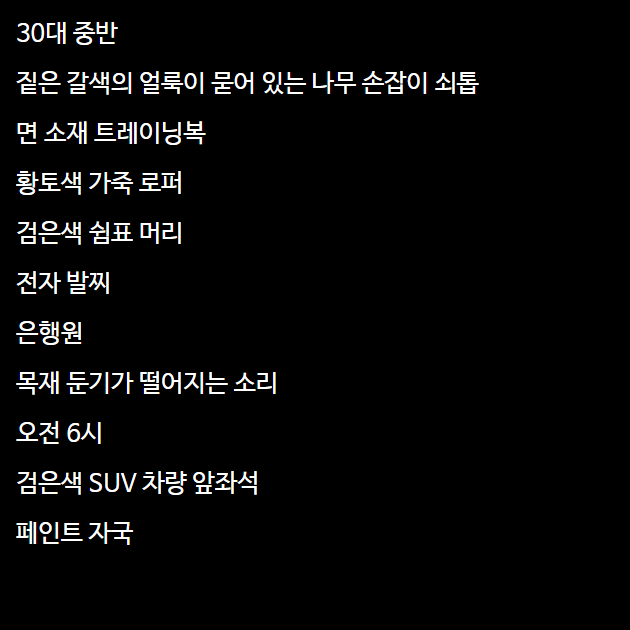 30대 중반
짙은 갈색의 얼룩이 묻어 있는 나무 손잡이 쇠톱
면 소재 트레이닝복
황토색 가죽 로퍼
검은색 쉼표 머리
전자 발찌
은행원
목재 둔기가 떨어지는 소리
오전 6시
검은색 SUV 차량 앞좌석
페인트 자국